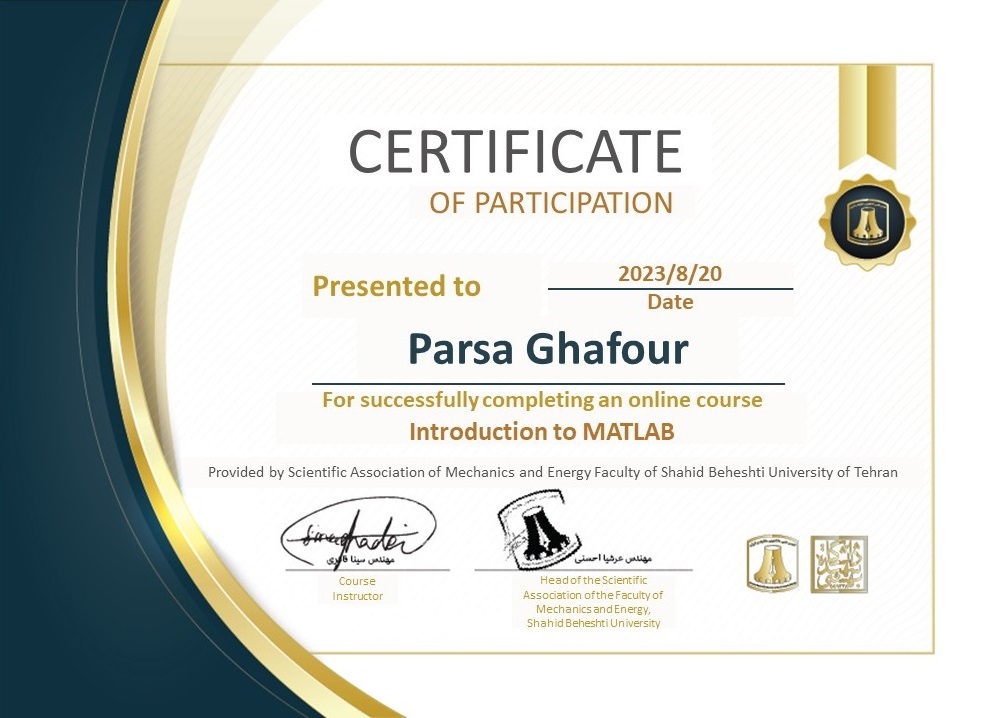 CERTIFICATE
OF PARTICIPATION
Presented to
2023/8/20
Date
Parsa Ghafour
For successfully completing an online course
Introduction to MATLAB
Provided by Scientific Association of Mechanics and Energy Faculty of Shahid Beheshti University of Tehran
مهندس سینا قادری
مهندس عرشیا احسنی
Course
Instructor
Head of the Scientific
Association of the Faculty of
Mechanics and Energy,
Shahid Beheshti University